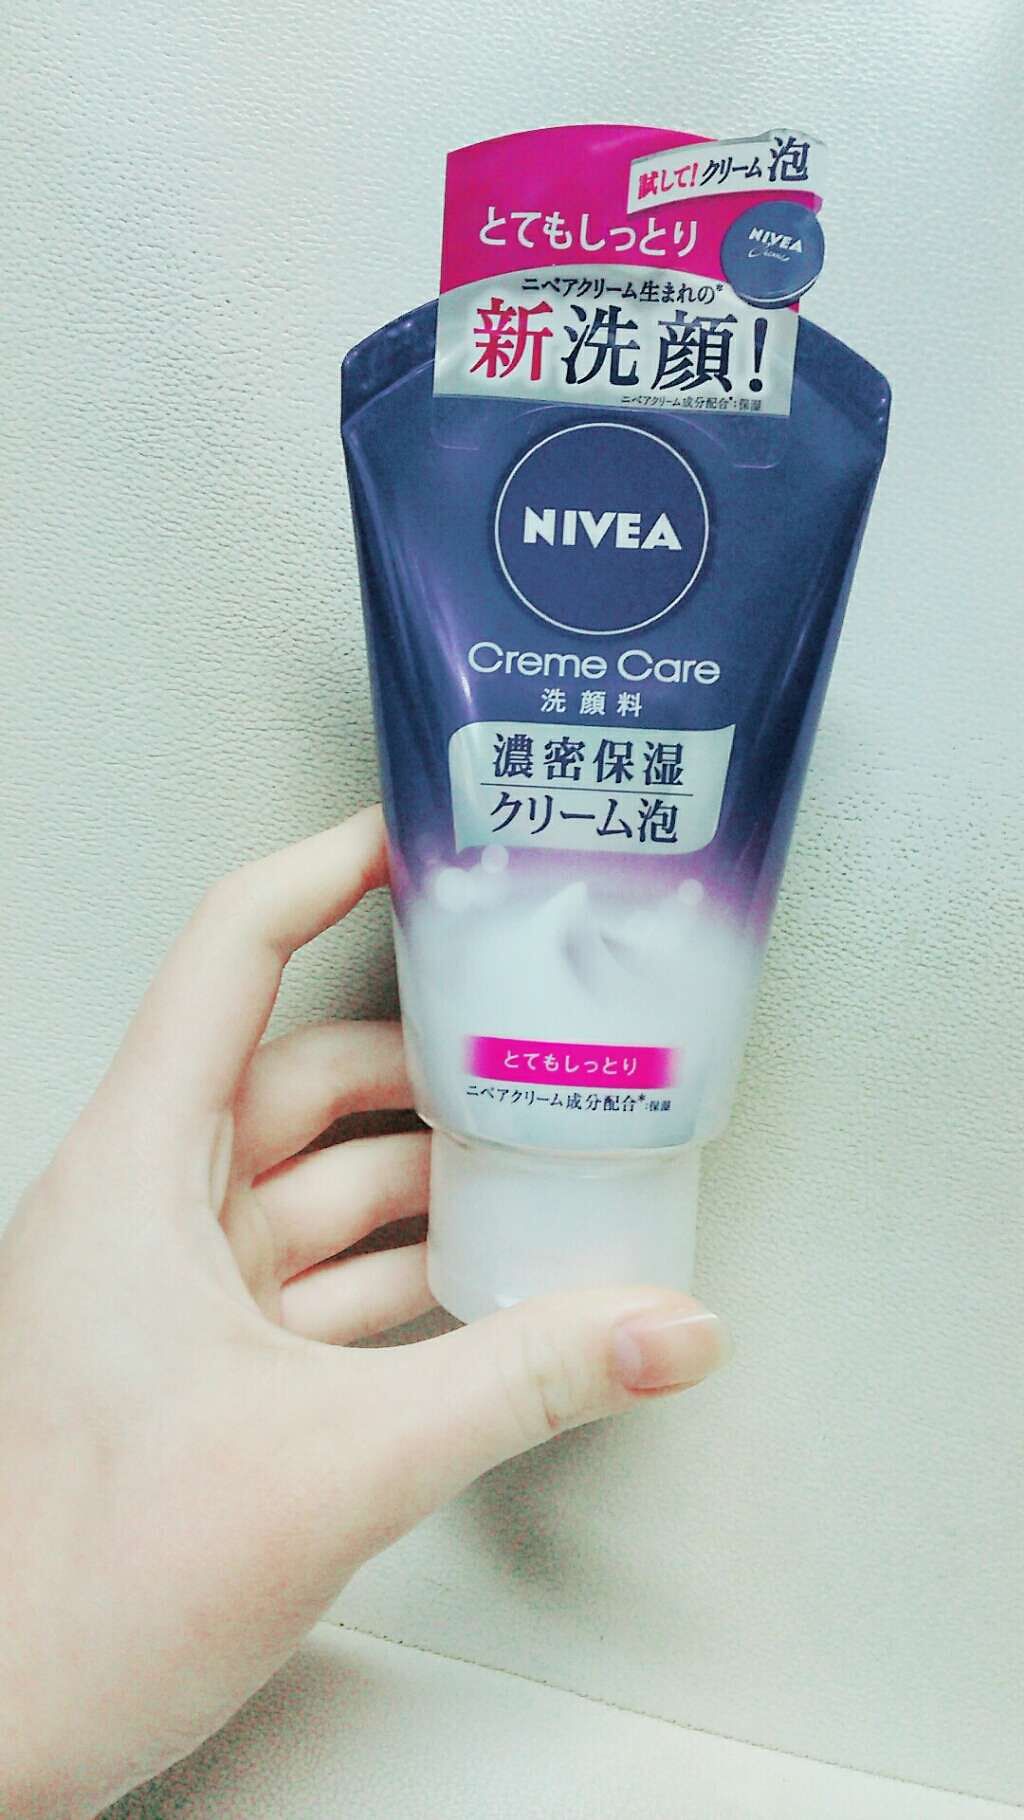 試して!クリーム泡
とてもしっとり
NIVEA
Creme
ニベアクリーム生まれの*
新洗顔!
ニベアクリーム成分配合*:保湿
NIVEA
Creme Care
洗顔料
濃密保湿
クリーム泡
とてもしっとり
ニベアクリーム成分配合*:保湿